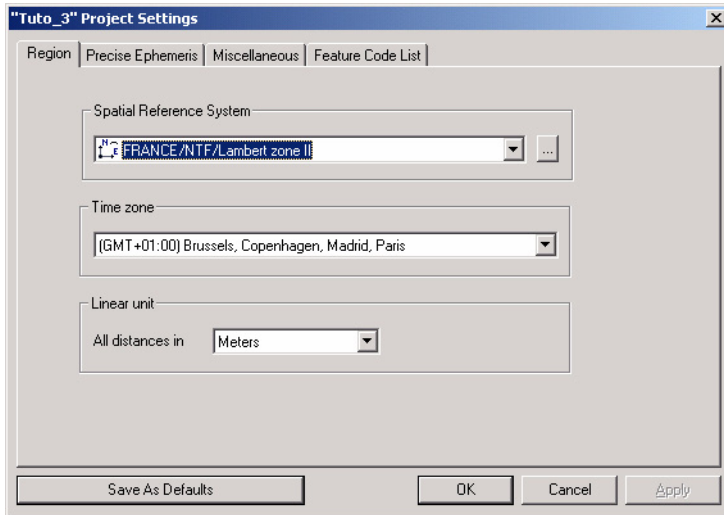 "Tuto_3" Project Settings
Region Precise Ephemeris Miscellaneous Feature Code List
Spatial Reference System
FRANCE/NTF/Lambert zone II
...
Time zone
(GMT+01:00) Brussels, Copenhagen, Madrid, Paris
Linear unit
All distances in Meters
Save As Defaults OK Cancel Apply